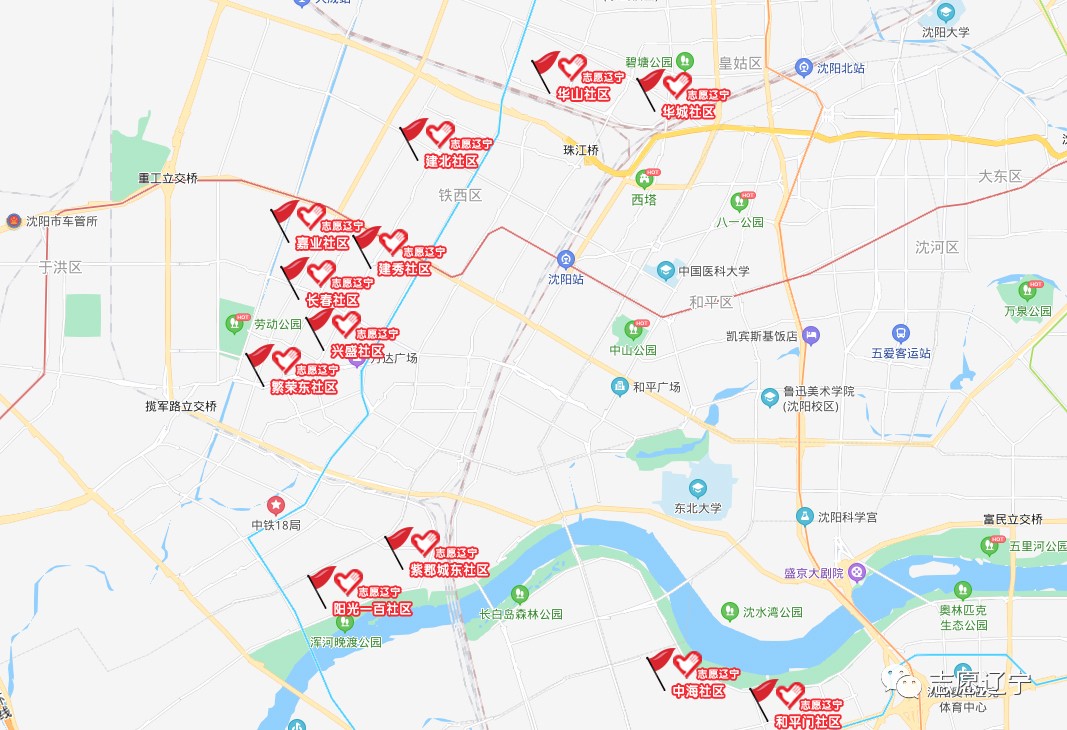 大成站
沈阳大学
碧塘公园
皇姑区
沈阳北站
志愿辽宁
华山社区
志愿辽宁
华城社区
志愿辽宁
建北社区
珠江桥
HOT
西塔
大东区
重工立交桥
铁西区
HOT
八一公园
沈阳市车管所
志愿辽宁
嘉业社区
志愿辽宁
建秀社区
沈河区
于洪区
沈阳站
中国医科大学
志愿辽宁
长春社区
和平区
HOT
万泉公园
HOT
劳动公园
志愿辽宁
兴盛社区
万达广场
HOT
中山公园
凯宾斯基饭店
五爱客运站
志愿辽宁
繁荣东社区
和平广场
鲁迅美术学院
(沈阳校区)
揽军路立交桥
东北大学
中铁18局
沈阳科学宫
富民立交桥
HOT
五里河公园
志愿辽宁
紫郡城东社区
盛京大剧院
志愿辽宁
阳光一百社区
长白岛森林公园
沈水湾公园
奥林匹克
生态公园
浑河晚渡公园
志愿辽宁
中海社区
志愿辽宁
和平门社区
志愿辽宁
体育中心